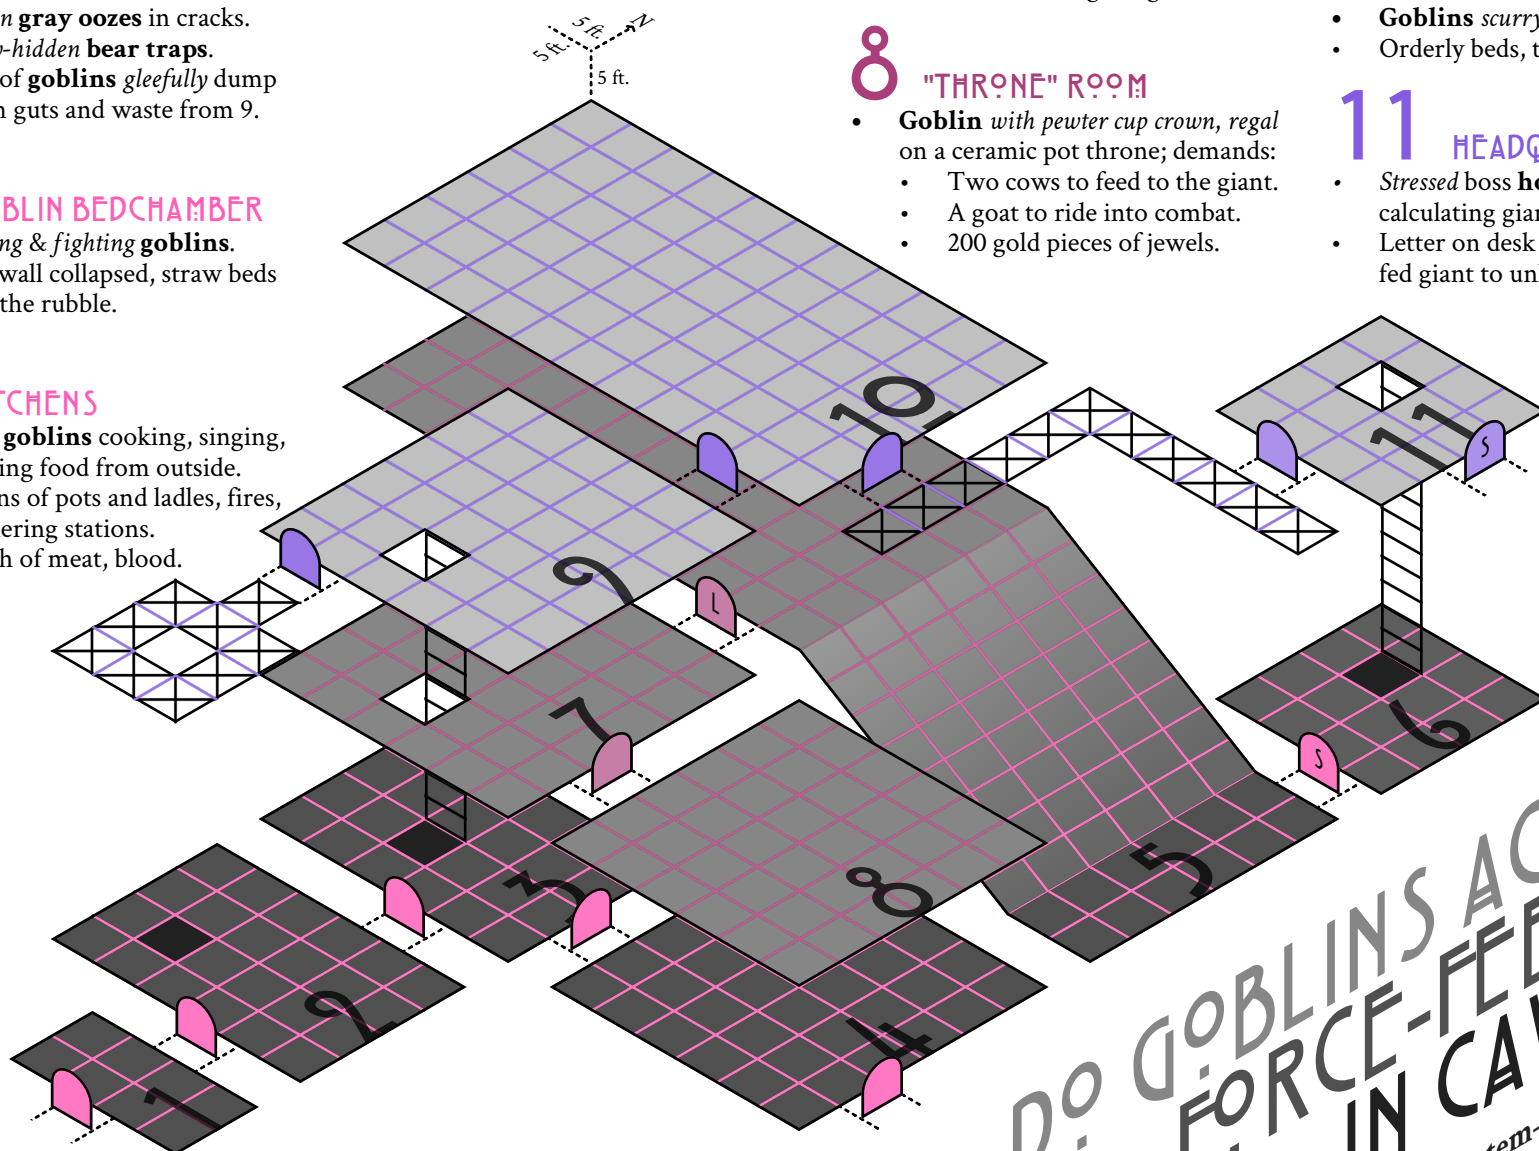 gray oozes in cracks.
-hidden bear traps.
of goblins gleefully dump
guts and waste from 9.
BLIN BEDCHAMBER
ng & fighting goblins.
wall collapsed, straw beds
the rubble.
TCHENS
goblins cooking, singing,
ing food from outside.
ns of pots and ladles, fires,
ering stations.
h of meat, blood.
5 ft.
5 ft.
N
5 ft.
8 "THRONE" ROOM
• Goblin with pewter cup crown, regal
on a ceramic pot throne; demands:
• Two cows to feed to the giant.
• A goat to ride into combat.
• 200 gold pieces of jewels.
• Goblins scurry
• Orderly beds, t
11 HEADQ
• Stressed boss ho
calculating gian
• Letter on desk
fed giant to un
10
11
S
9
L
7
6
S
8
5
3
2
4
1
DO GOBLINS AC
FORCE-FEE
IN CAV
tem-